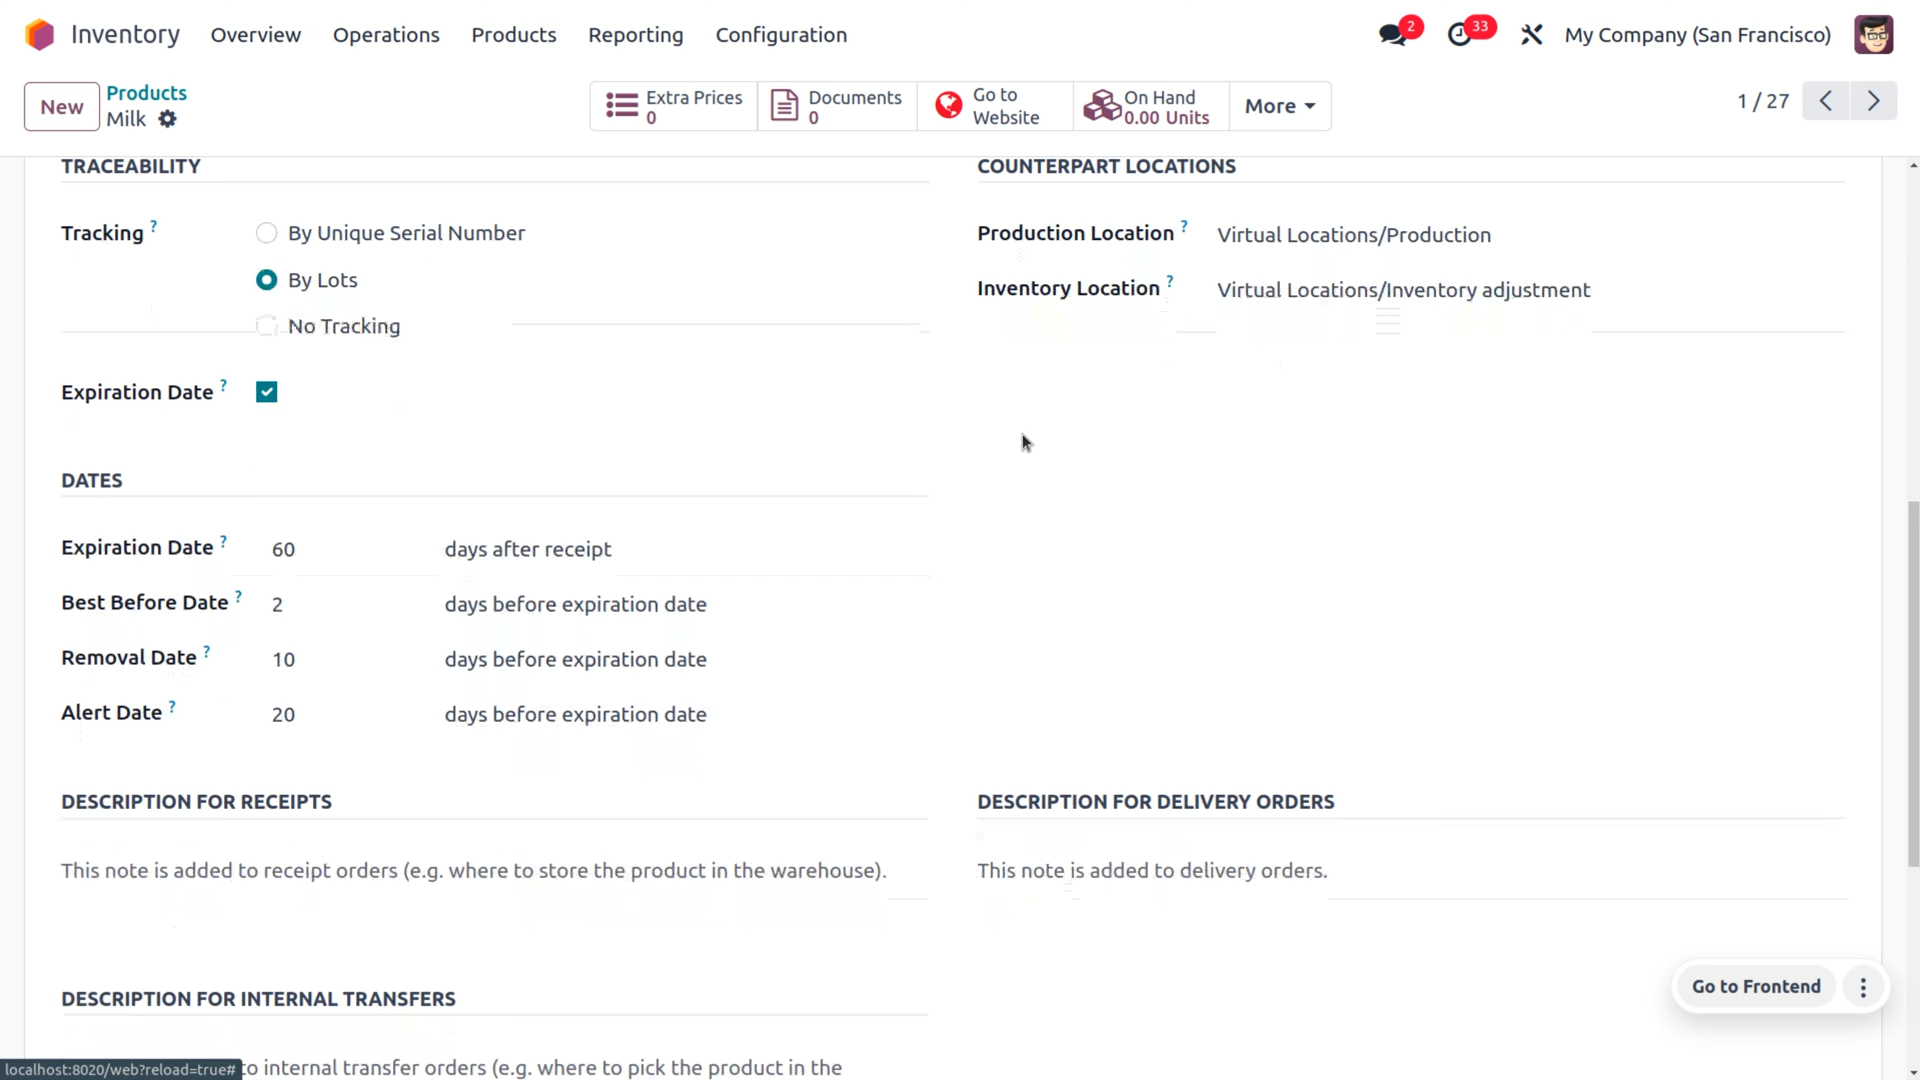 Inventory Overview Operations Products Reporting Configuration 2 33 My Company (San Francisco)
New Products Milk
Extra Prices 0
Documents 0
Go to Website
On Hand 0.00 Units
More
1 / 27
TRACEABILITY
Tracking ? By Unique Serial Number
By Lots
No Tracking
Expiration Date ?
COUNTERPART LOCATIONS
Production Location ? Virtual Locations/Production
Inventory Location ? Virtual Locations/Inventory adjustment
DATES
Expiration Date ? 60 days after receipt
Best Before Date ? 2 days before expiration date
Removal Date ? 10 days before expiration date
Alert Date ? 20 days before expiration date
DESCRIPTION FOR RECEIPTS
This note is added to receipt orders (e.g. where to store the product in the warehouse).
DESCRIPTION FOR DELIVERY ORDERS
This note is added to delivery orders.
DESCRIPTION FOR INTERNAL TRANSFERS
to internal transfer orders (e.g. where to pick the product in the
Go to Frontend
localhost:8020/web?reload=true#